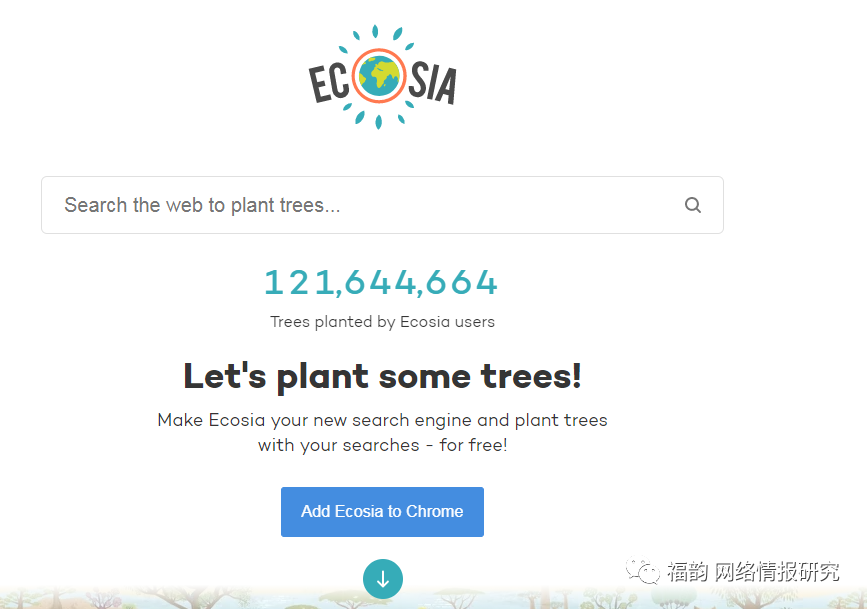 ECOSIA
Search the web to plant trees...
121,644,664
Trees planted by Ecosia users
Let's plant some trees!
Make Ecosia your new search engine and plant trees
with your searches - for free!
Add Ecosia to Chrome
福韵 网络情报研究